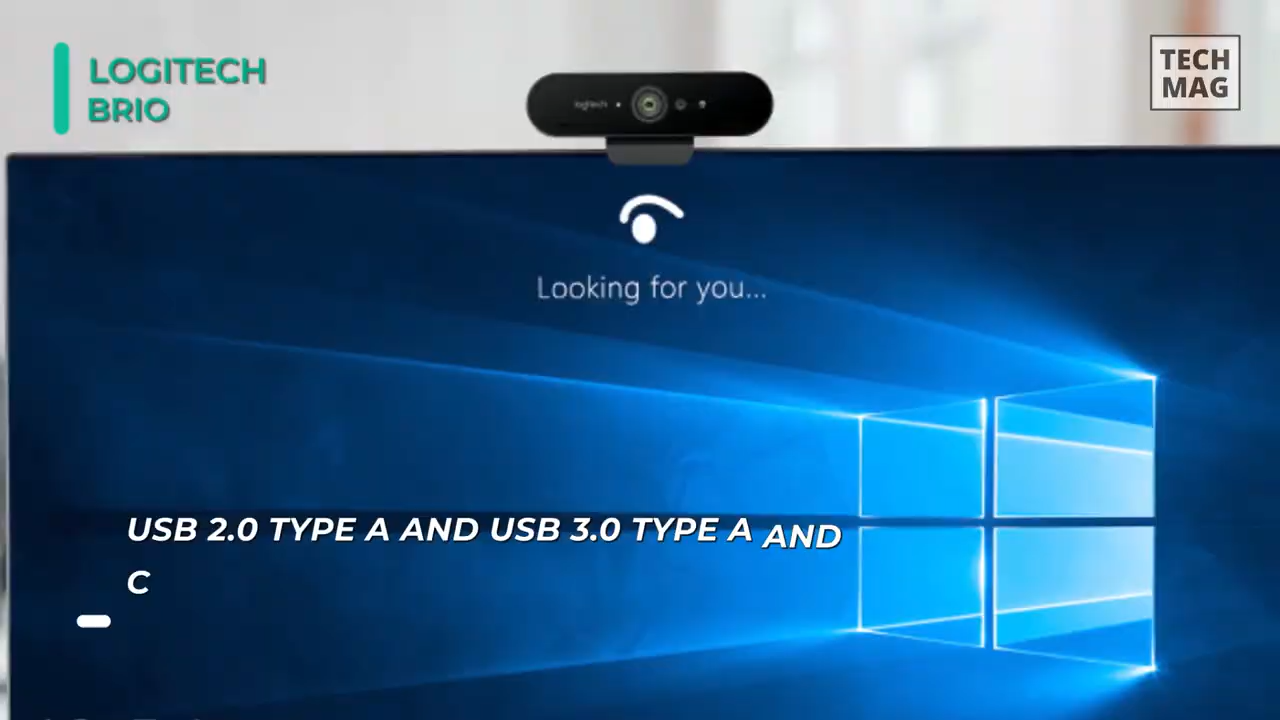 LOGITECH
BRIO
TECH
MAG
logitech
Looking for you...
USB 2.0 TYPE A AND USB 3.0 TYPE A AND
C